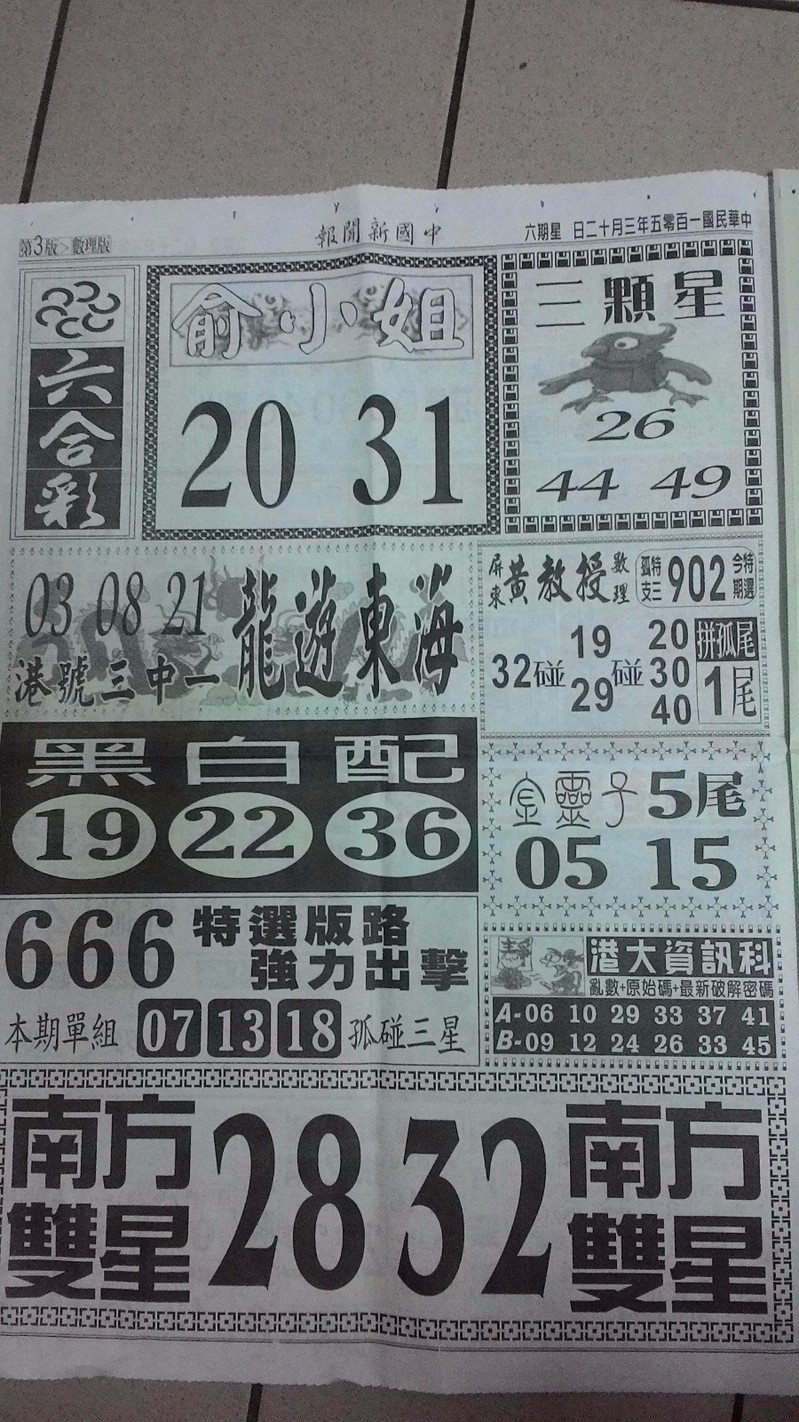 中華民國一百零五年三月十二日 星期六
中國新聞報
第3版>數理版
六合彩
俞小姐
20 31
三顆星
26
44 49
03 08 21
港號三中一
龍遊東海
屏東黃教授數理
孤支特三902今期特選
32碰
19
29
碰
20
30
40
拼孤尾
1尾
黑白配
19 22 36
金靈子 5尾
05 15
666 特選版路
強力出擊
本期單組 07 13 18 孤碰三星
港大資訊科
亂數+原始碼+最新破解密碼
A-06 10 29 33 37 41
B-09 12 24 26 33 45
南方
雙星
28 32
南方
雙星